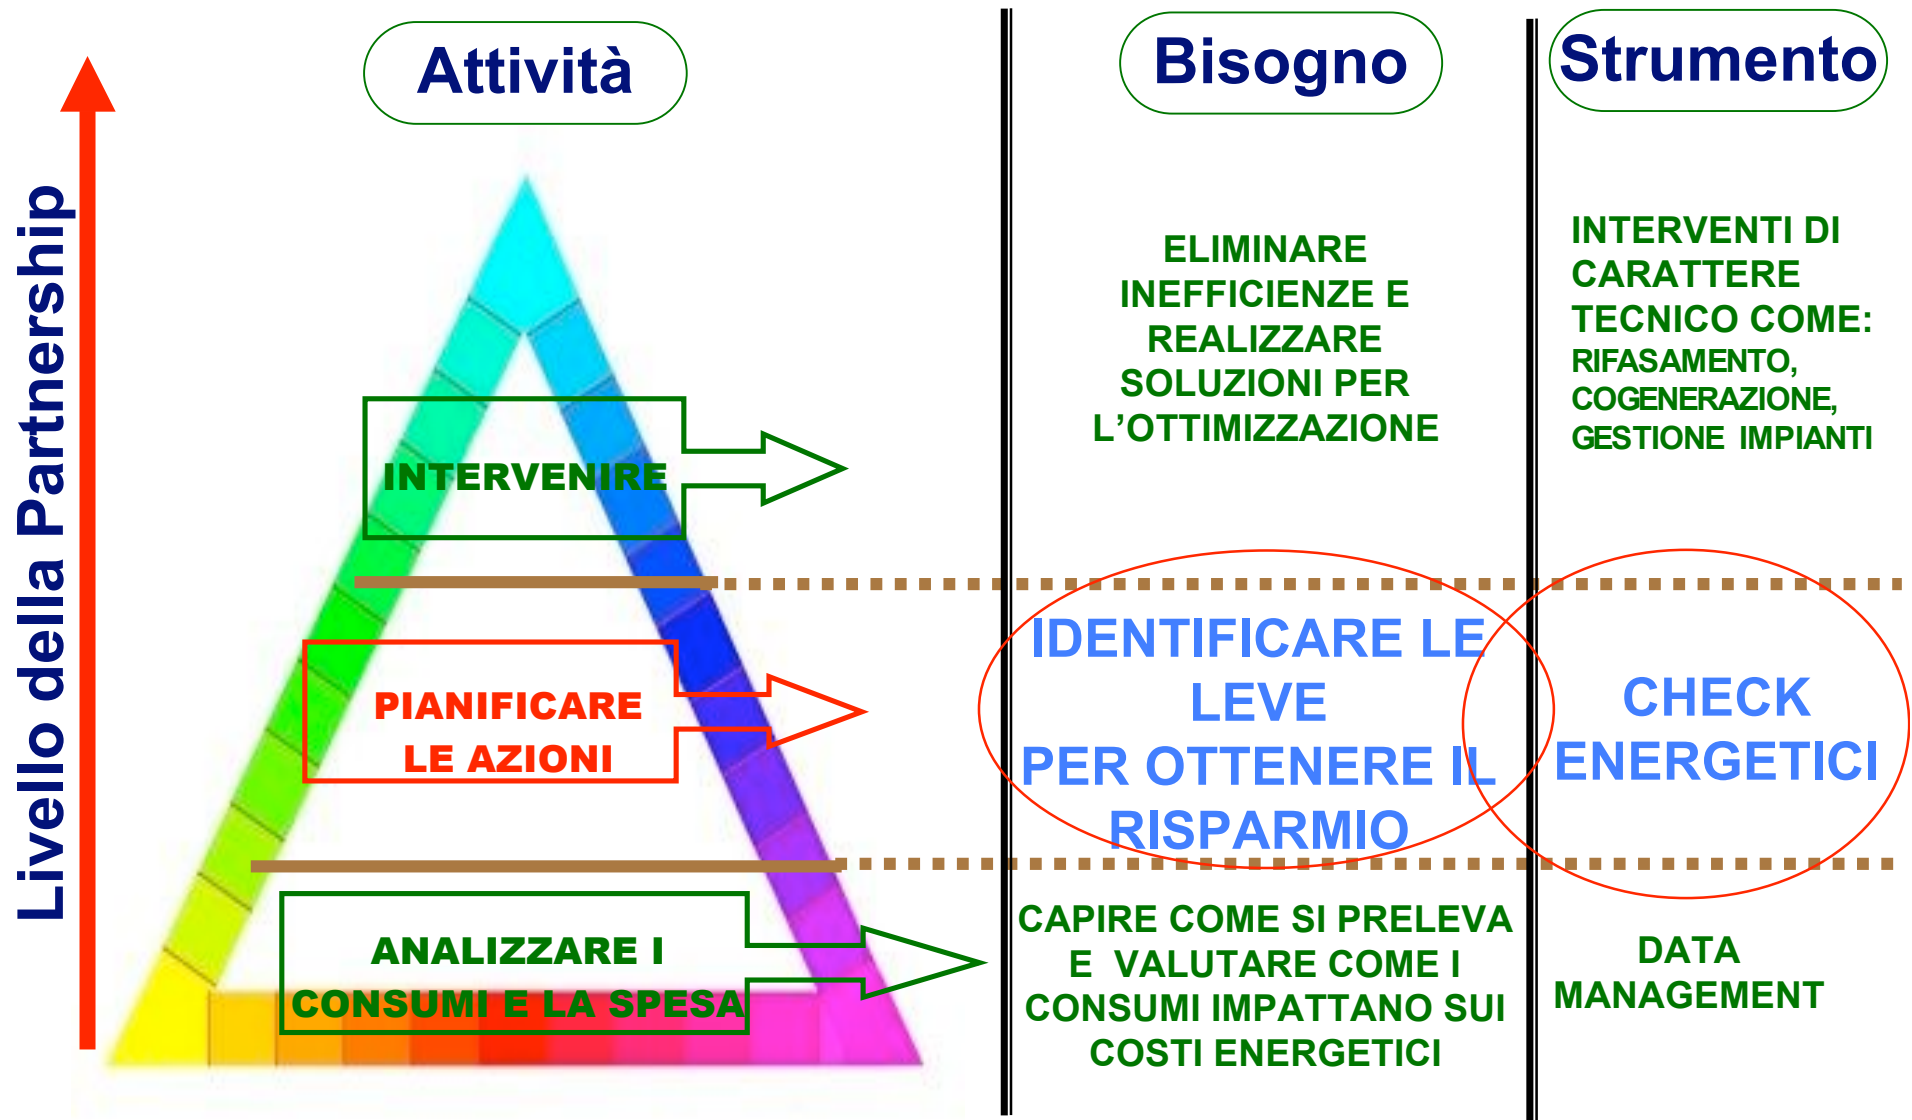 Attività
Bisogno
Strumento
Livello della Partnership
INTERVENIRE
ELIMINARE
INEFFICIENZE E
REALIZZARE
SOLUZIONI PER
L’OTTIMIZZAZIONE
INTERVENTI DI
CARATTERE
TECNICO COME:
RIFASAMENTO,
COGENERAZIONE,
GESTIONE IMPIANTI
PIANIFICARE
LE AZIONI
IDENTIFICARE LE
LEVE
PER OTTENERE IL
RISPARMIO
CHECK
ENERGETICI
ANALIZZARE I
CONSUMI E LA SPESA
CAPIRE COME SI PRELEVA
E VALUTARE COME I
CONSUMI IMPATTANO SUI
COSTI ENERGETICI
DATA
MANAGEMENT